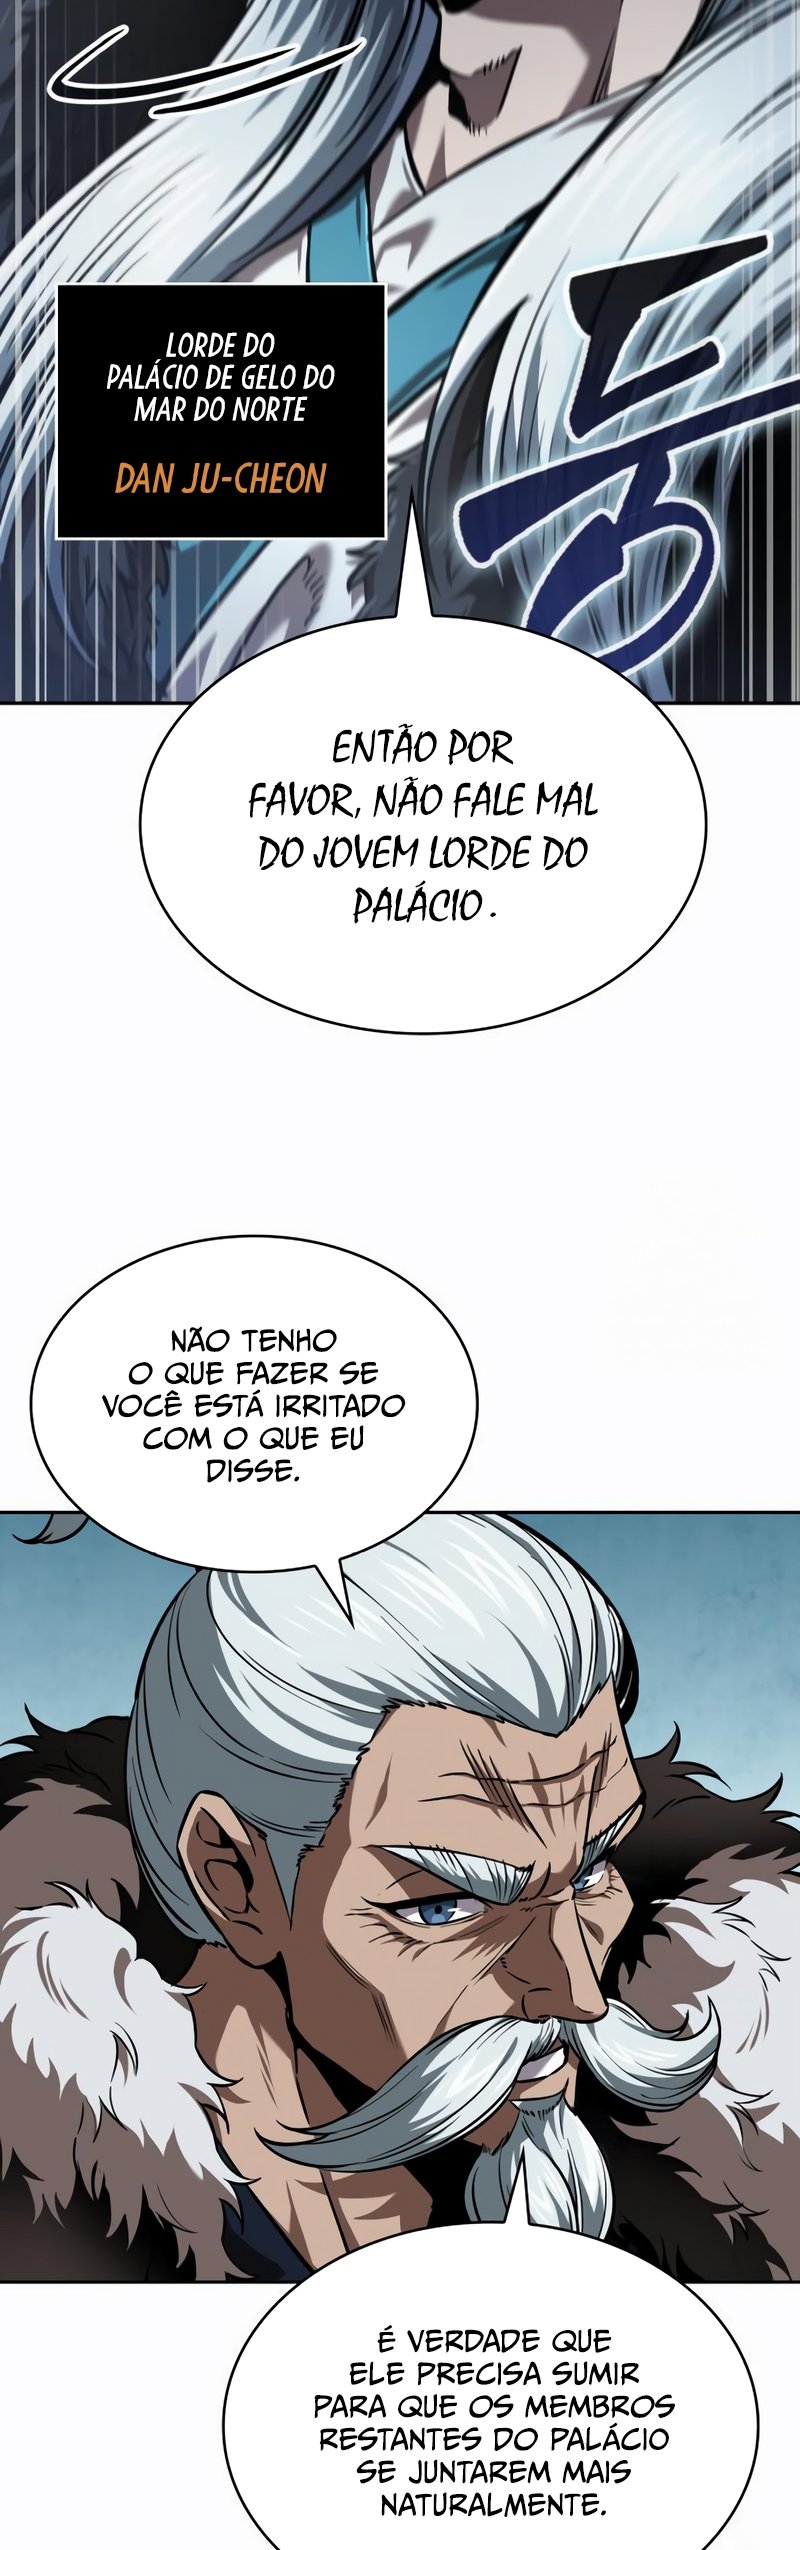 LORDE DO
PALÁCIO DE GELO DO
MAR DO NORTE
DAN JU-CHEON
ENTÃO POR
FAVOR, NÃO FALE MAL
DO JOVEM LORDE DO
PALÁCIO.
NÃO TENHO
O QUE FAZER SE
VOCÊ ESTÁ IRRITADO
COM O QUE EU
DISSE.
É VERDADE QUE
ELE PRECISA SUMIR
PARA QUE OS MEMBROS
RESTANTES DO PALÁCIO
SE JUNTAREM MAIS
NATURALMENTE.